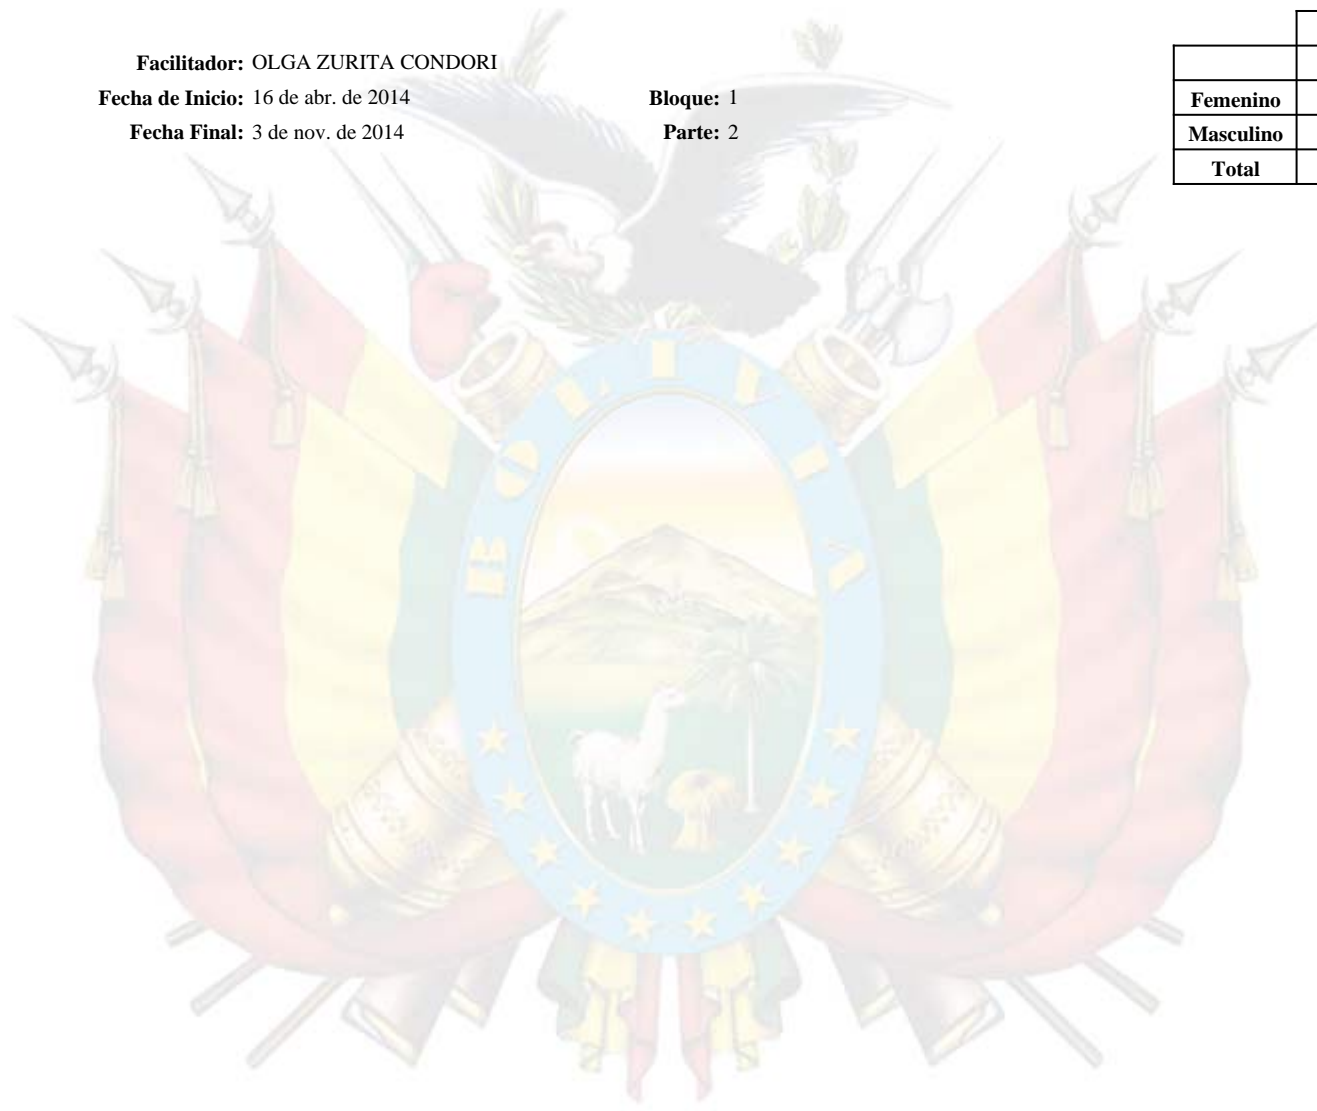 Facilitador: OLGA ZURITA CONDORI
Fecha de Inicio: 16 de abr. de 2014 Bloque: 1
Fecha Final: 3 de nov. de 2014 Parte: 2
Femenino
Masculino
Total
BOLIVIA